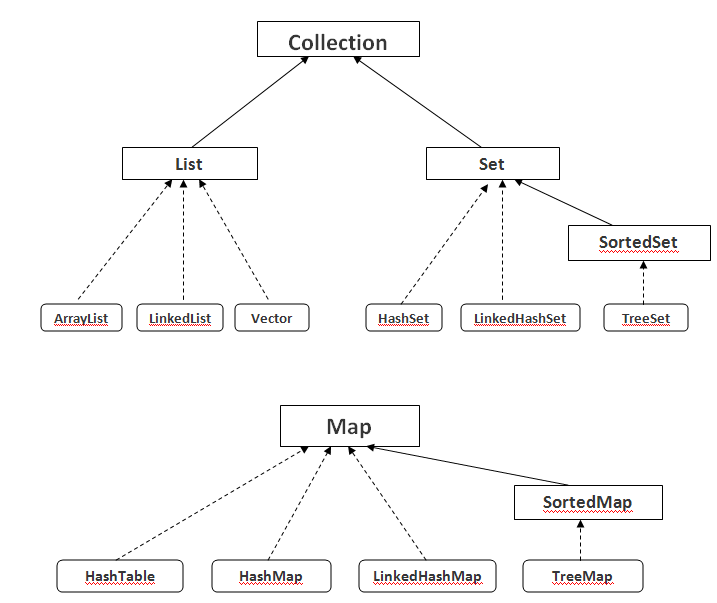 Collection
List
Set
SortedSet
ArrayList
LinkedList
Vector
HashSet
LinkedHashSet
TreeSet
Map
SortedMap
HashTable
HashMap
LinkedHashMap
TreeMap